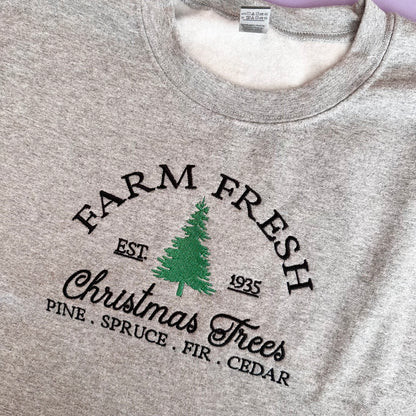 FARM FRESH
EST. 1935
Christmas Trees
PINE . SPRUCE . FIR . CEDAR